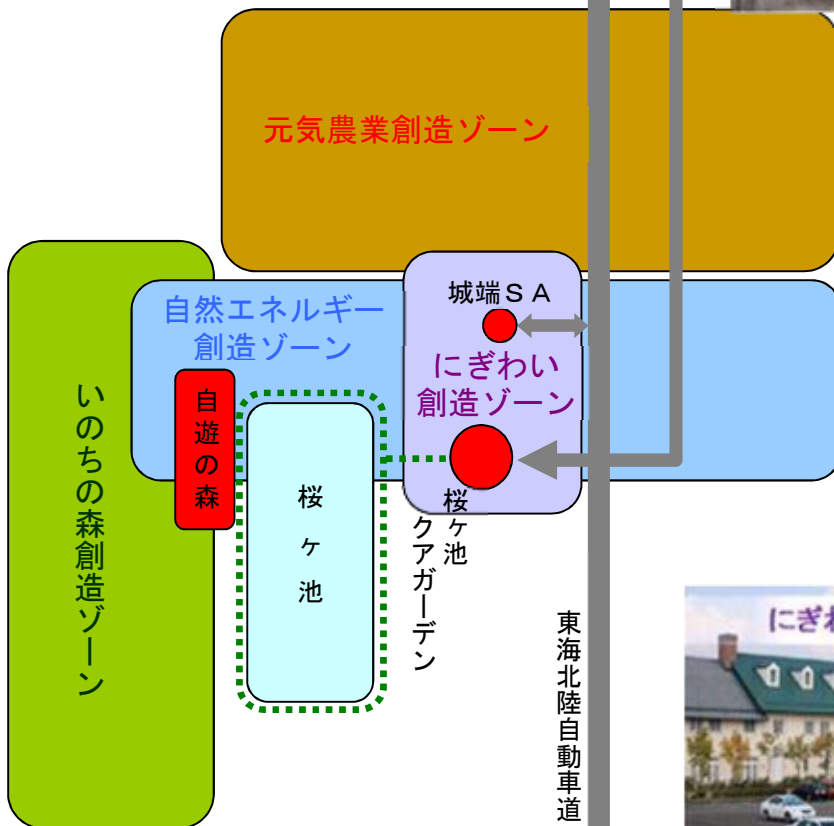 元気農業創造ゾーン
城端ＳＡ
自然エネルギー
創造ゾーン
にぎわい
創造ゾーン
いのちの森創造ゾーン
自遊の森
桜ヶ池
桜ヶ池
クアガーデン
東海北陸自動車道
にぎ